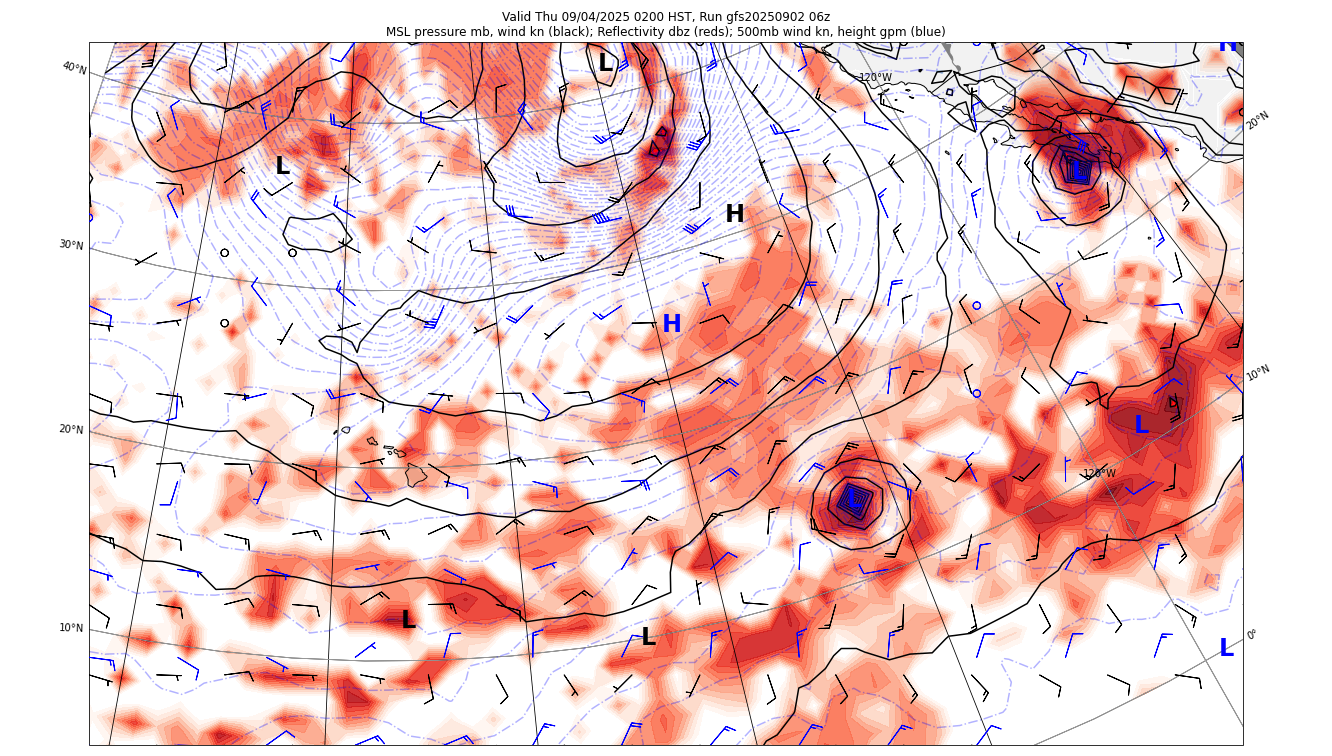 Valid Thu 09/04/2025 0200 HST, Run gfs20250902 06z
MSL pressure mb, wind kn (black); Reflectivity dbz (reds); 500mb wind kn, height gpm (blue)
H
L
40°N
120°W
20°N
L
H
30°N
H
10°N
20°N
L
120°W
L
10°N
L
0°
L